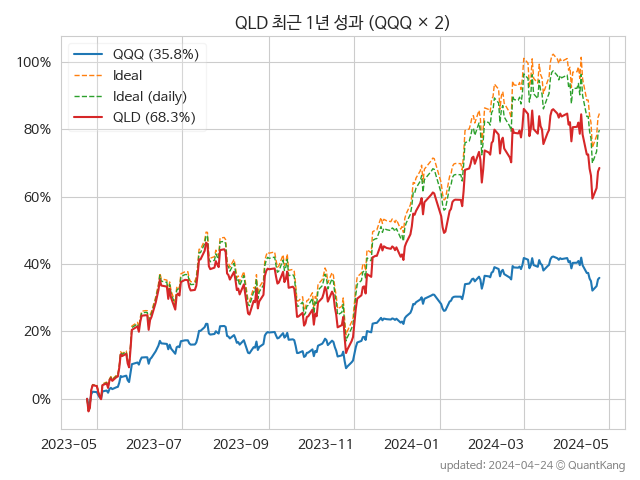 QLD 최근 1년 성과 (QQQ × 2)
QQQ (35.8%)
Ideal
Ideal (daily)
QLD (68.3%)
100%
80%
60%
40%
20%
0%
2023-05 2023-07 2023-09 2023-11 2024-01 2024-03 2024-05
updated: 2024-04-24 © QuantKang